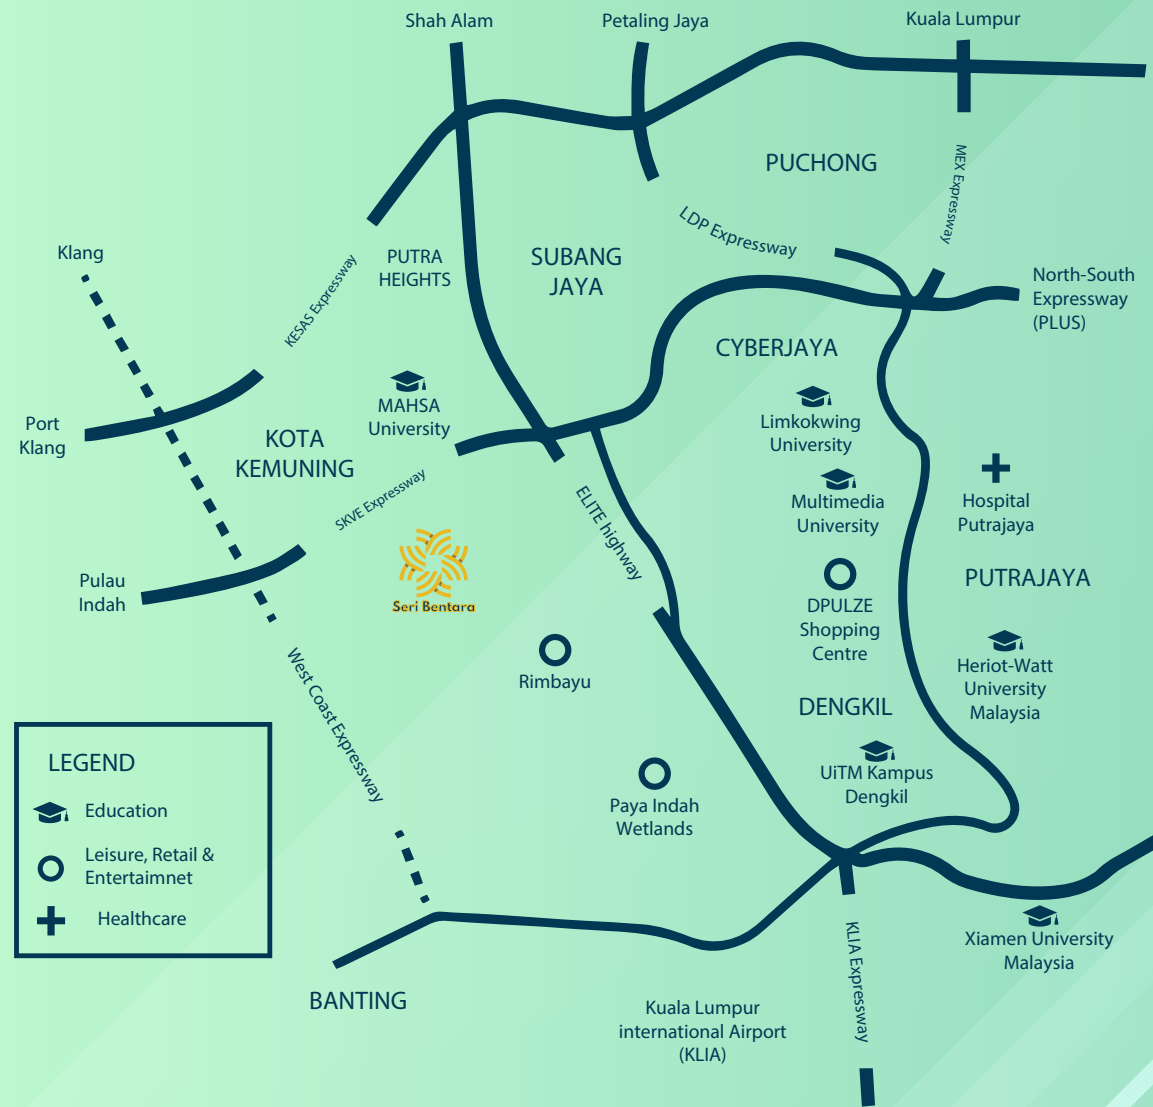 Shah Alam
Petaling Jaya
Kuala Lumpur
PUCHONG
MEX Expressway
LDP Expressway
Klang
KESAS Expressway
PUTRA
HEIGHTS
SUBANG
JAYA
North-South
Expressway
(PLUS)
CYBERJAYA
MAHSA
University
Limkokwing
University
Port
Klang
KOTA
KEMUNING
SKVE Expressway
ELITE highway
Multimedia
University
Hospital
Putrajaya
Pulau
Indah
Seri Bentara
DPULZE
Shopping
Centre
PUTRAJAYA
Rimbayu
Heriot-Watt
University
Malaysia
West Coast Expressway
DENGKIL
UiTM Kampus
Dengkil
Paya Indah
Wetlands
LEGEND
Education
Leisure, Retail &
Entertaimnet
Healthcare
KLIA Expressway
Xiamen University
Malaysia
BANTING
Kuala Lumpur
international Airport
(KLIA)